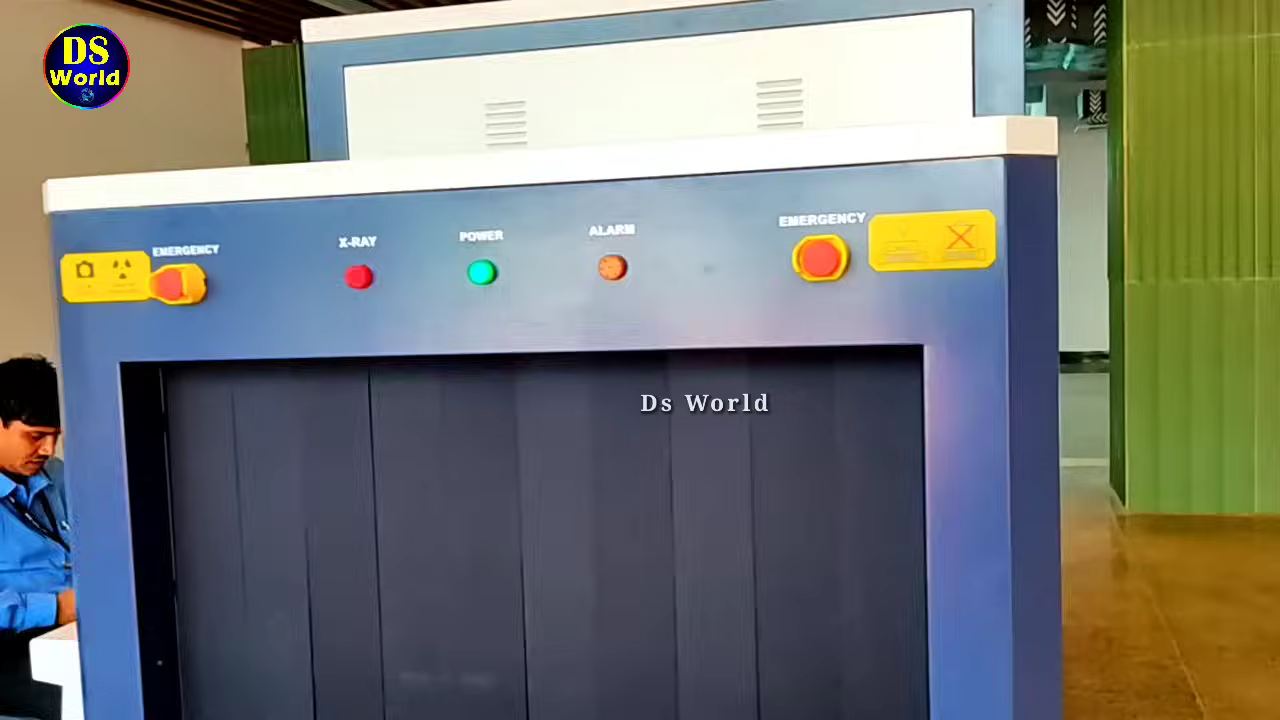 DS
World
EMERGENCY
X-RAY
POWER
ALARM
EMERGENCY
Ds World